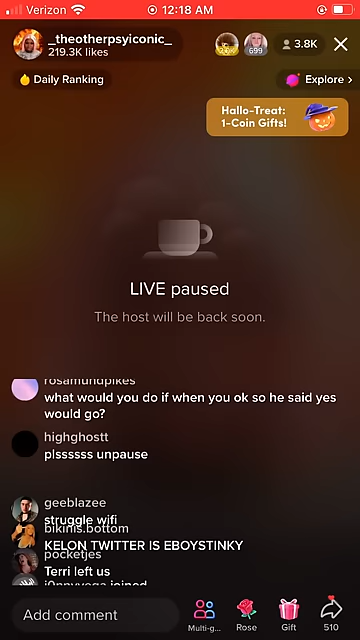 Verizon 12:18 AM
_theotherpsyiconic_
219.3K likes
699
3.8K
Daily Ranking
Explore >
Hallo-Treat:
1-Coin Gifts!
LIVE paused
The host will be back soon.
rosamundpikes
what would you do if when you ok so he said yes
would go?
highghostt
plssssss unpause
geeblazee
struggle wifi
bikinis.bottom
KELON TWITTER IS EBOYSTINKY
pocketjes
Terri left us
joined
Add comment
Multi-g...
Rose
Gift
510